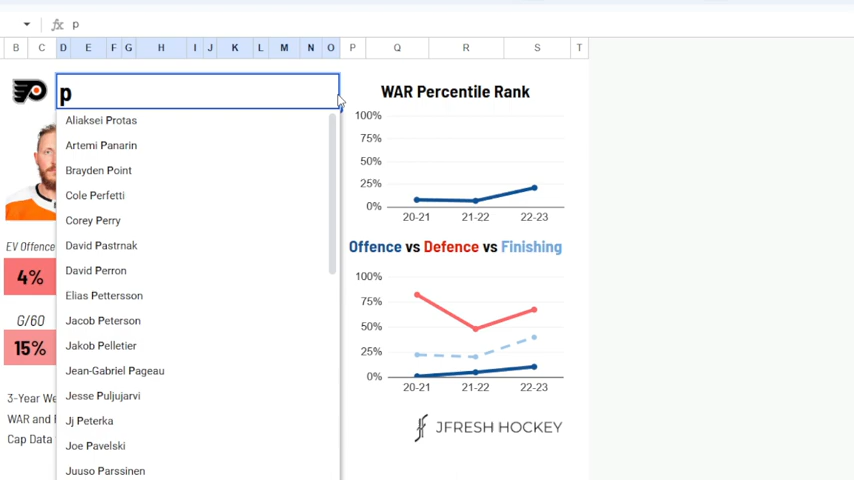 fx p
B C D E F G H I J K L M N O P Q R S T
p
Aliaksei Protas
Artemi Panarin
Brayden Point
Cole Perfetti
Corey Perry
David Pastrnak
David Perron
Elias Pettersson
Jacob Peterson
Jakob Pelletier
Jean-Gabriel Pageau
Jesse Puljujarvi
Jj Peterka
Joe Pavelski
Juuso Parssinen
EV Offence
4%
G/60
15%
3-Year We
WAR and
Cap Data
WAR Percentile Rank
100%
75%
50%
25%
0%
20-21 21-22 22-23
Offence vs Defence vs Finishing
100%
75%
50%
25%
0%
20-21 21-22 22-23
JFRESH HOCKEY